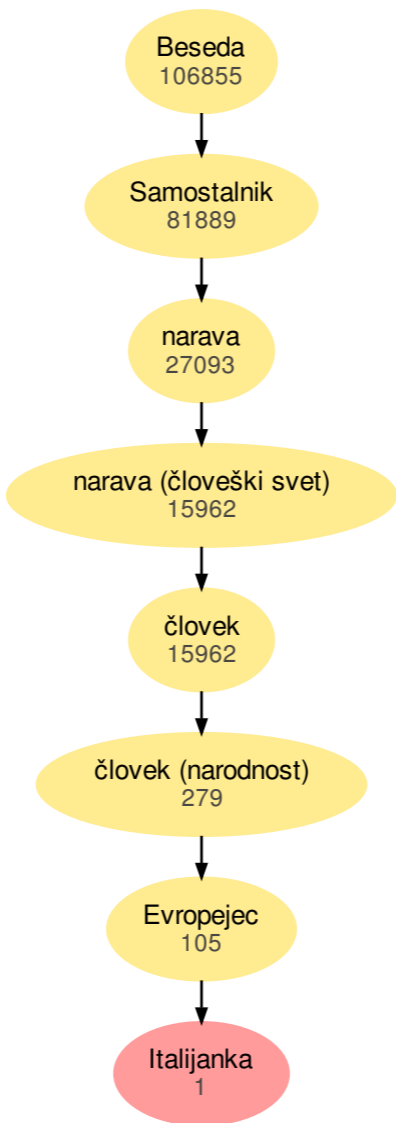 Beseda
106855
Samostalnik
81889
narava
27093
narava (človeški svet)
15962
človek
15962
človek (narodnost)
279
Evropejec
105
Italijanka
1